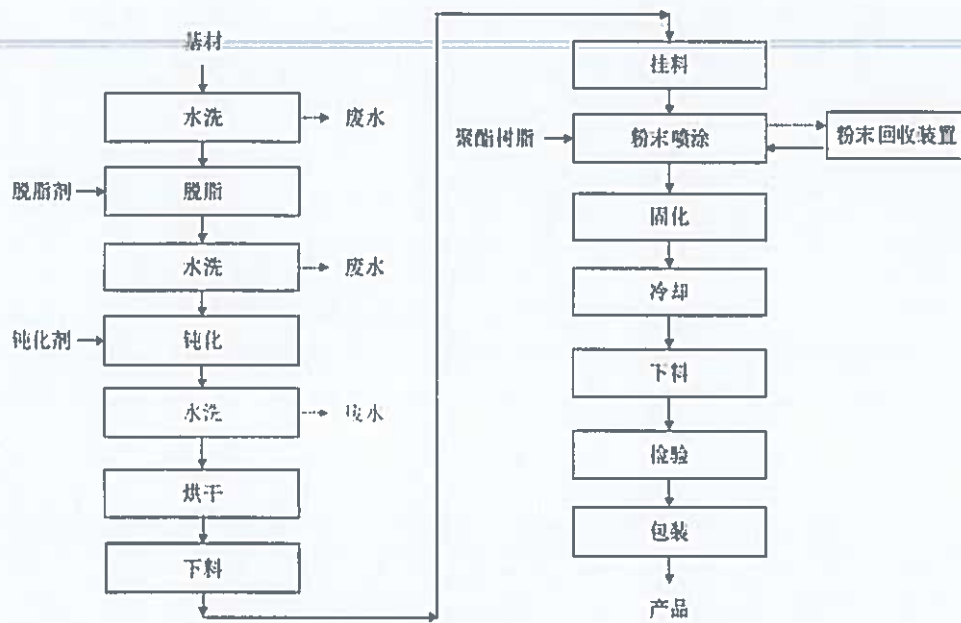 基材
水洗
废水
脱脂剂
脱脂
水洗
废水
钝化剂
钝化
水洗
废水
烘干
下料
挂料
聚酯树脂
粉末喷涂
粉末回收装置
固化
冷却
下料
检验
包装
产品